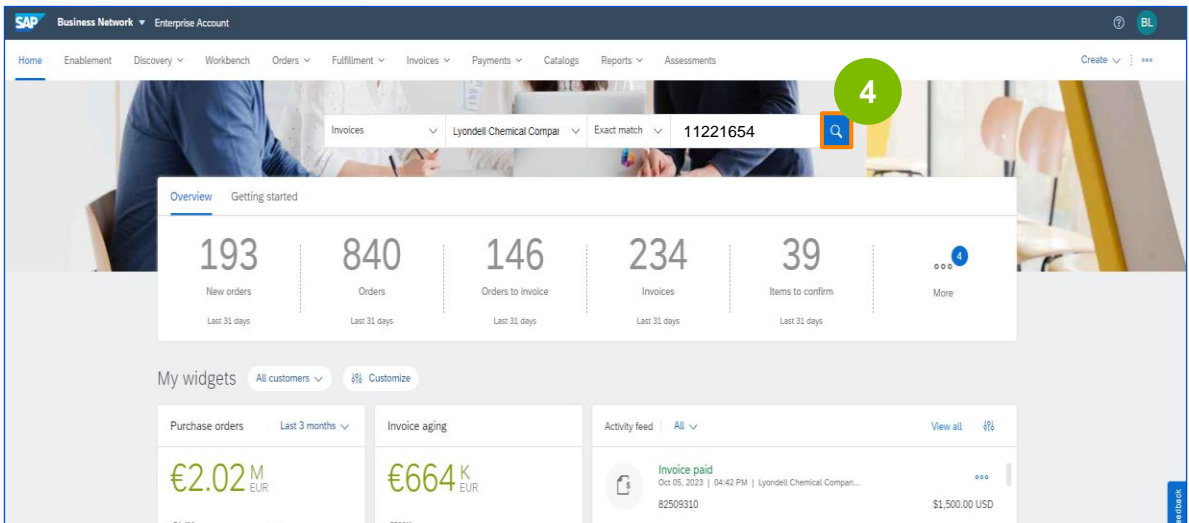 SAP Business Network Enterprise Account BL
Home Enablement Discovery Workbench Orders Fulfillment Invoices Payments Catalogs Reports Assessments Create
4
Invoices Lyondell Chemical Compar Exact match 11221654
Overview Getting started
193 840 146 234 39 4
New orders Orders Orders to invoice Invoices Items to confirm More
Last 31 days Last 31 days Last 31 days Last 31 days Last 31 days
My widgets All customers Customize
Purchase orders Last 3 months Invoice aging Activity feed All View all
€2.02 M EUR €664 K EUR
Invoice paid
Oct 05, 2023 | 04:42 PM | Lyondell Chemical Compan...
82509310 $1,500.00 USD